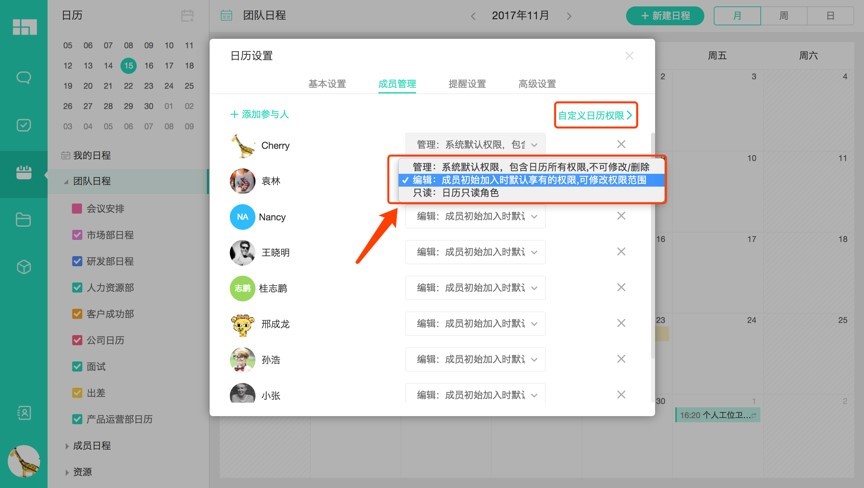 日历
团队日程
2017年11月
+ 新建日程
月
周
日
05 06 07 08 09 10 11
12 13 14 15 16 17 18
19 20 21 22 23 24 25
26 27 28 29 30 01 02
03 04 05 06 07 08 09
我的日程
团队日程
会议安排
市场部日程
研发部日程
人力资源部
客户成功部
公司日历
面试
出差
产品运营部日历
成员日程
资源
日历设置
基本设置
成员管理
提醒设置
高级设置
+ 添加参与人
自定义日历权限
Cherry
管理:系统默认权限,包含
管理:系统默认权限,包含日历所有权限,不可修改/删除
编辑:成员初始加入时默认享有的权限,可修改权限范围
只读:日历只读角色
袁林
NA Nancy
编辑:成员初始加入时默认
王晓明
编辑:成员初始加入时默认
志鹏 桂志鹏
编辑:成员初始加入时默认
邢成龙
编辑:成员初始加入时默认
孙浩
编辑:成员初始加入时默认
小张
编辑:成员初始加入时默认
周五
周六
2 3 4
10 11
16 17 18
23 24 25
30 1 2
16:20 个人工位卫...